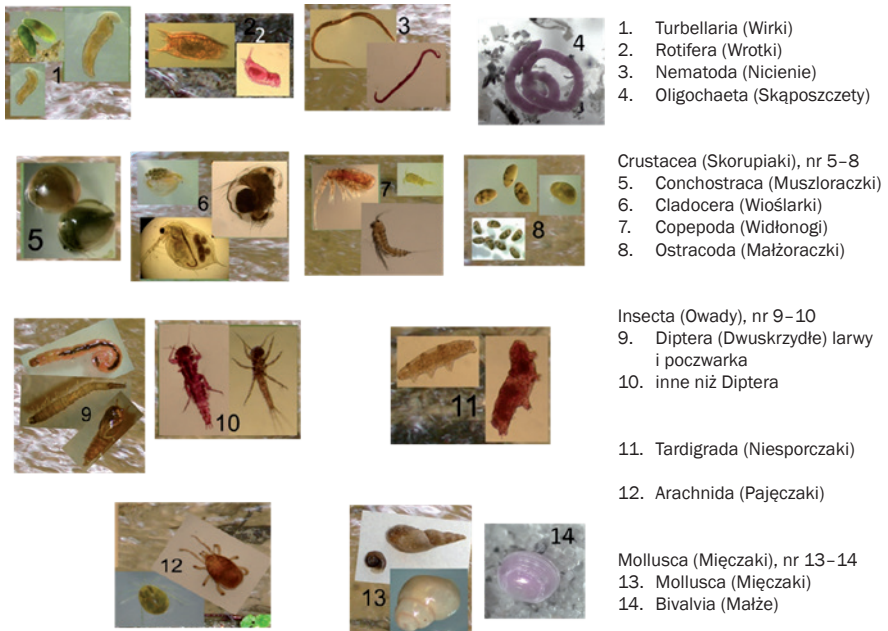 1. Turbellaria (Wirki)
2. Rotifera (Wrotki)
3. Nematoda (Nicienie)
4. Oligochaeta (Skąposzczety)
Crustacea (Skorupiaki), nr 5–8
5. Conchostraca (Muszloraczki)
6. Cladocera (Wioślarki)
7. Copepoda (Widłonogi)
8. Ostracoda (Małżoraczki)
Insecta (Owady), nr 9–10
9. Diptera (Dwuskrzydłe) larwy
i poczwarka
10. inne niż Diptera
11. Tardigrada (Niesporczaki)
12. Arachnida (Pajęczaki)
Mollusca (Mięczaki), nr 13–14
13. Mollusca (Mięczaki)
14. Bivalvia (Małże)
1
2
2
3
4
5
6
7
8
9
10
11
12
13
14